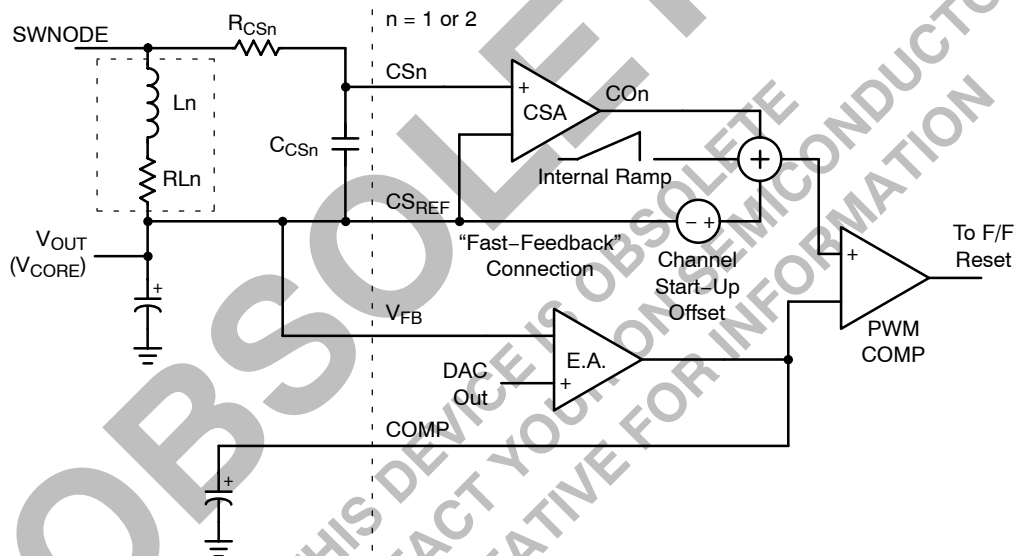 SWNODE
RCSn
n = 1 or 2
Ln
RLn
CCSn
CSn
+
CSA
COn
Internal Ramp
+
CSREF
− +
"Fast−Feedback"
Connection
Channel
Start−Up
Offset
VOUT
(VCORE)
+
VFB
DAC
Out
+
E.A.
+
PWM
COMP
To F/F
Reset
COMP
+
OBSOLETE
THIS DEVICE IS OBSOLETE
CONTACT YOUR ON SEMICONDUCTOR
REPRESENTATIVE FOR INFORMATION